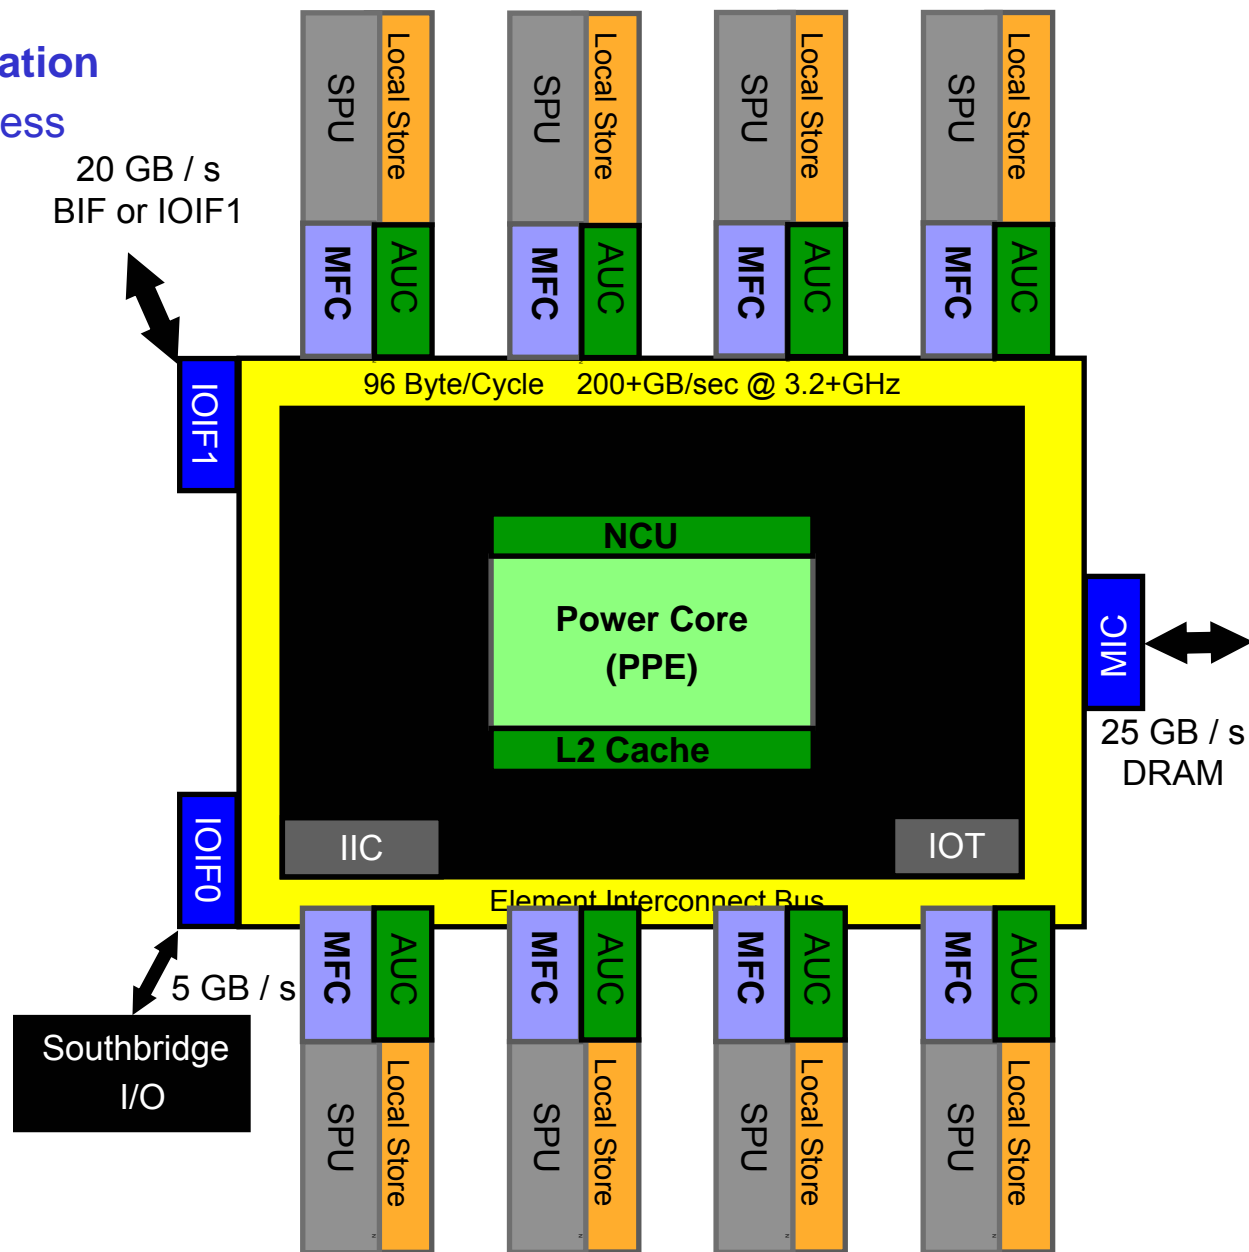 ation
ess
20 GB / s
BIF or IOIF1
SPU
Local Store
SPU
Local Store
SPU
Local Store
SPU
Local Store
MFC
AUC
MFC
AUC
MFC
AUC
MFC
AUC
96 Byte/Cycle 200+GB/sec @ 3.2+GHz
IOIF1
NCU
Power Core
(PPE)
L2 Cache
MIC
25 GB / s
DRAM
IOIF0
IIC
IOT
Element Interconnect Bus
MFC
AUC
MFC
AUC
MFC
AUC
MFC
AUC
5 GB / s
Southbridge
I/O
SPU
Local Store
SPU
Local Store
SPU
Local Store
SPU
Local Store